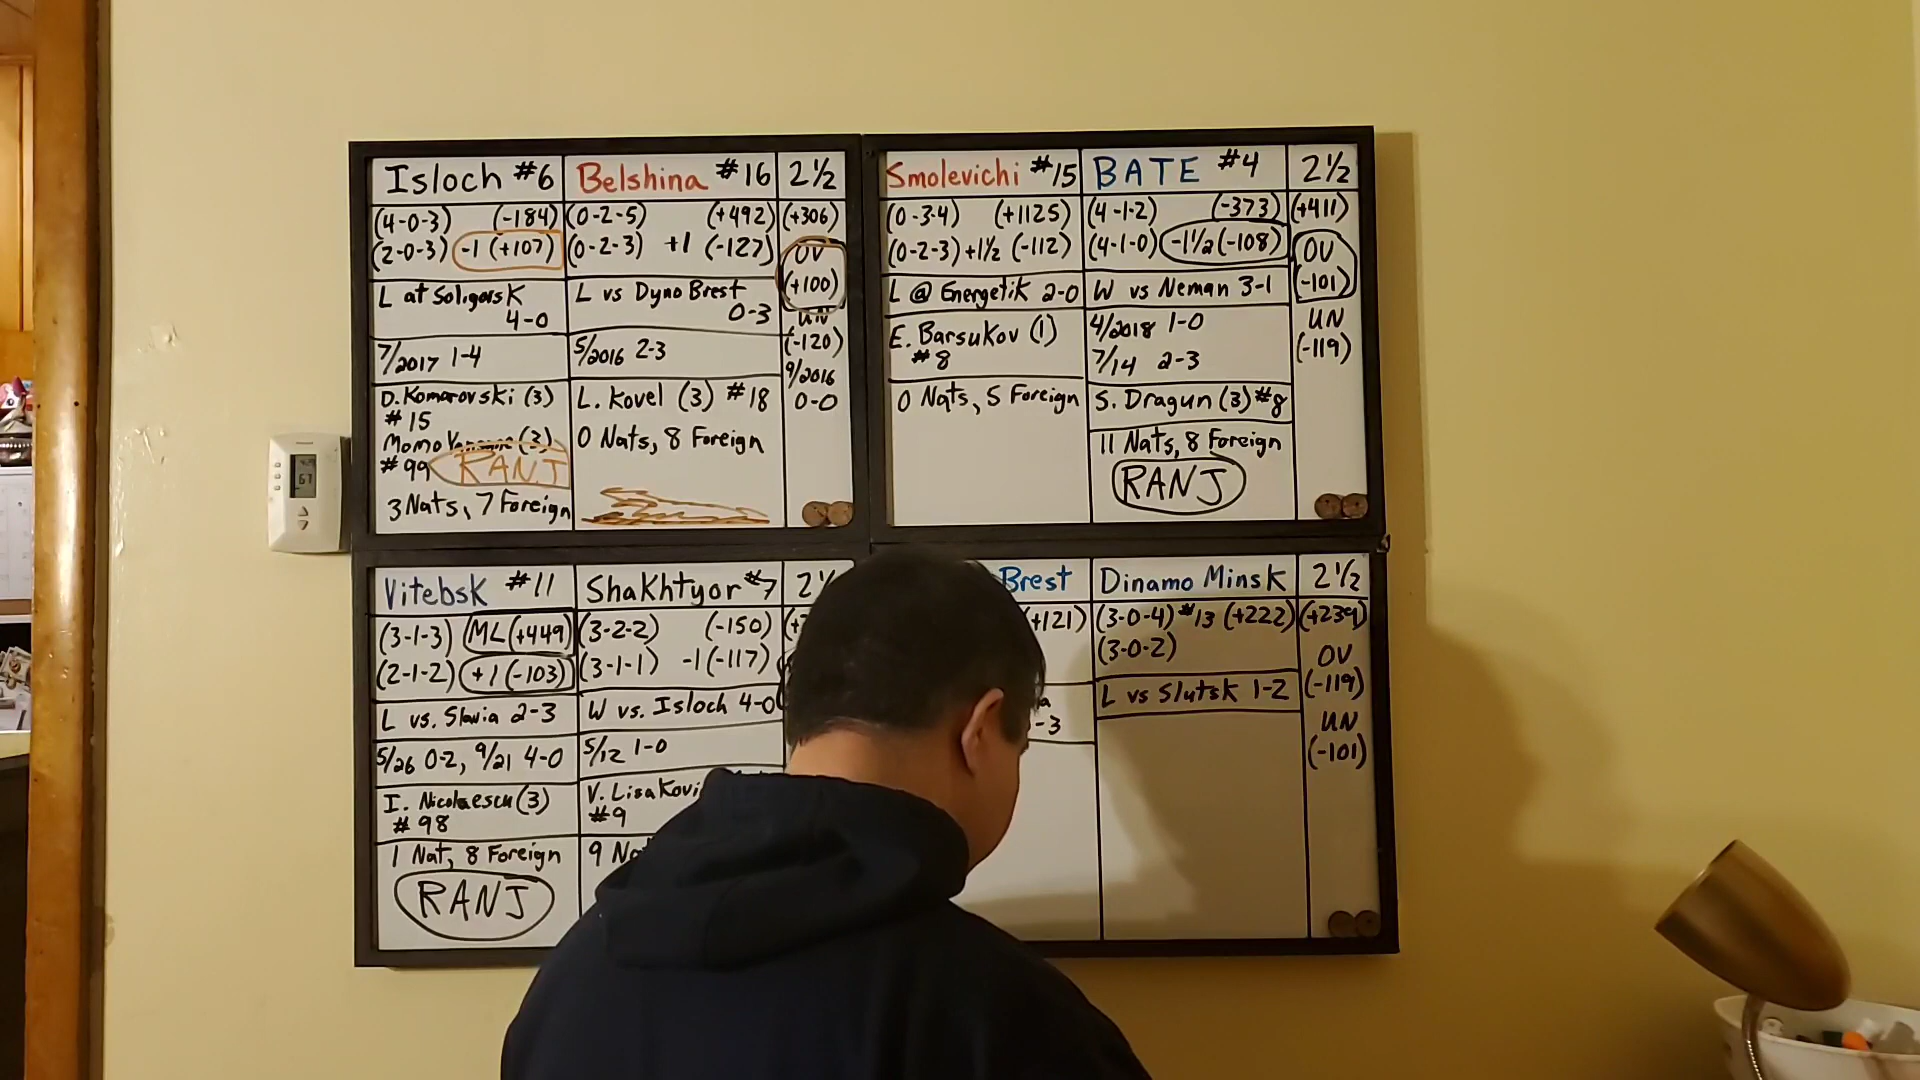 Isloch #6
(4-0-3) (-184)
(2-0-3) -1 (+107)
L at Soligorsk
4-0
7/2017 1-4
D. Komarovski (3)
#15
Momo (3)
#99 RANJ
3 Nats, 7 Foreign
Belshina #16
(0-2-5) (+492)
(0-2-3) +1 (-127)
L vs Dyno Brest
0-3
5/2016 2-3
L. Kovel (3) #18
0 Nats, 8 Foreign
2½
(+306)
OV
(+100)
UN
(-120)
9/2016
0-0
Smolevichi #15
(0-3-4) (+1125)
(0-2-3) +1½ (-112)
L @ Energetik 2-0
E. Barsukov (1)
#8
0 Nats, 5 Foreign
BATE #4
(4-1-2) (-373)
(4-1-0) -1½ (-108)
W vs Neman 3-1
4/2018 1-0
7/14 2-3
S. Dragun (3) #8
11 Nats, 8 Foreign
RANJ
2½
(+411)
OV
(-101)
UN
(-119)
Vitebsk #11
(3-1-3) ML (+449)
(2-1-2) +1 (-103)
L vs. Slavia 2-3
5/26 0-2, 9/21 4-0
I. Nicolaescu (3)
#98
1 Nat, 8 Foreign
RANJ
Shakhtyor #7
(3-2-2) (-150)
(3-1-1) -1 (-117)
W vs. Isloch 4-0
5/12 1-0
V. Lisakovi
#9
9 Na
Brest
+121)
-3
Dinamo Minsk
(3-0-4) #13 (+222)
(3-0-2)
L vs Slutsk 1-2
2½
(+239)
OV
(-119)
UN
(-101)
67